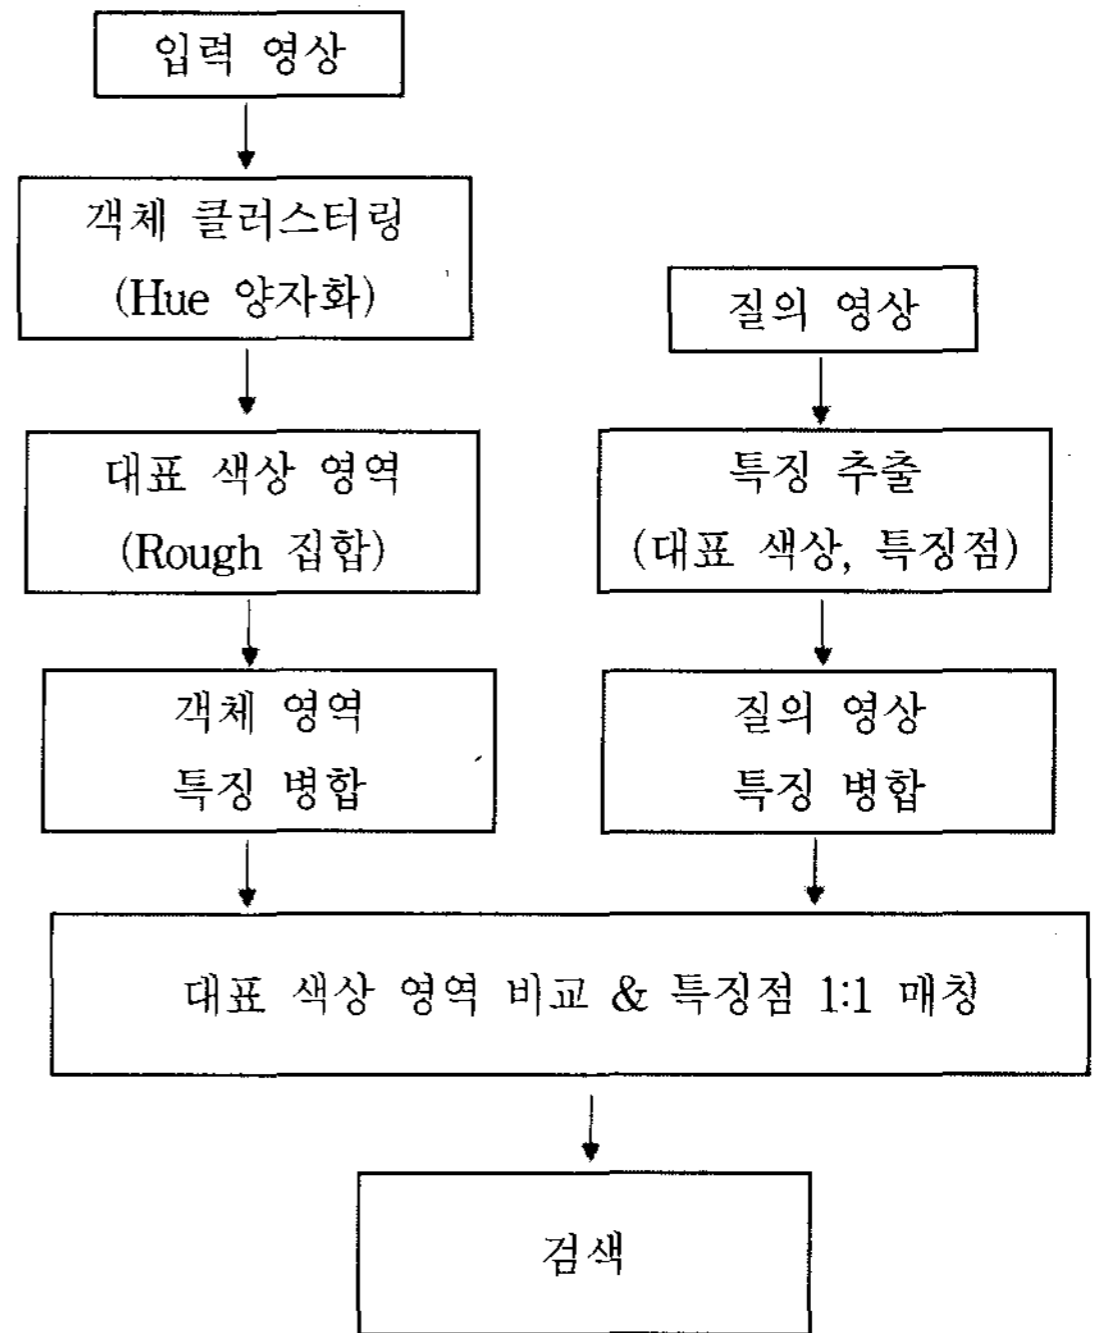 입력 영상
객체 클러스터링
(Hue 양자화)
대표 색상 영역
(Rough 집합)
객체 영역
특징 병합
질의 영상
특징 추출
(대표 색상, 특징점)
질의 영상
특징 병합
대표 색상 영역 비교 & 특징점 1:1 매칭
검색